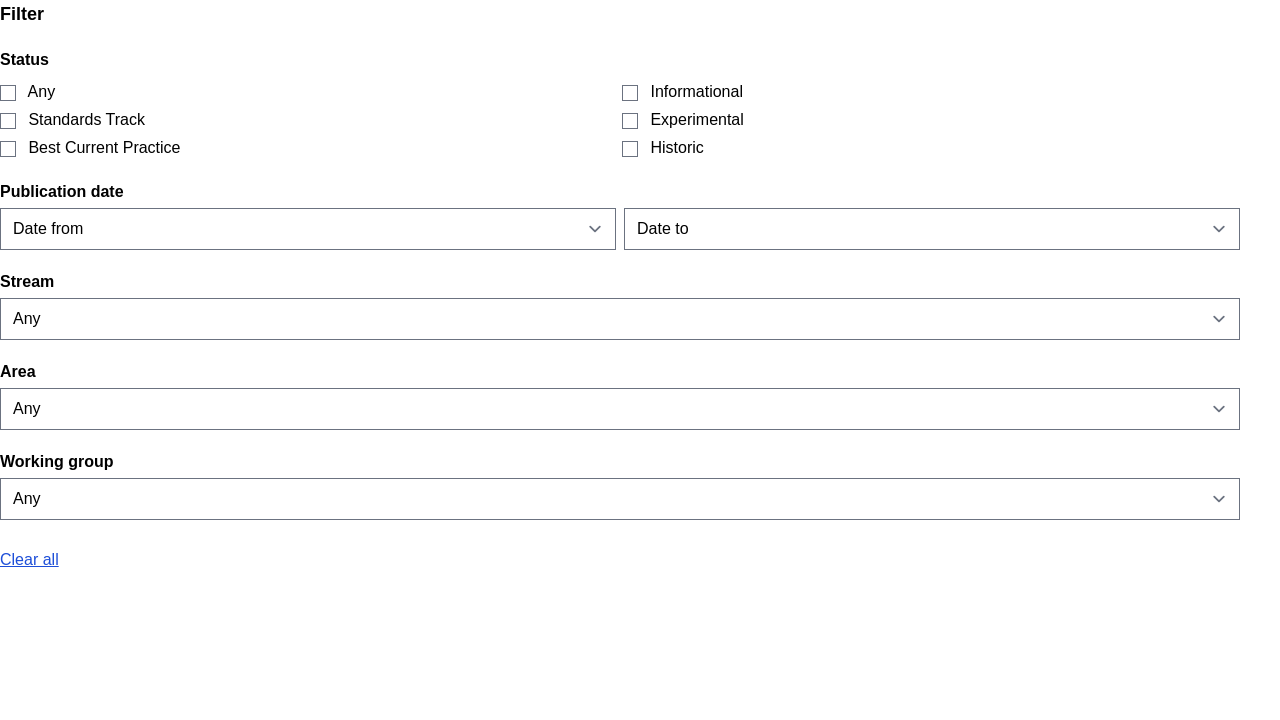 Filter
Status
Any
Standards Track
Best Current Practice
Informational
Experimental
Historic
Publication date
Date from
Date to
Stream
Any
Area
Any
Working group
Any
Clear all